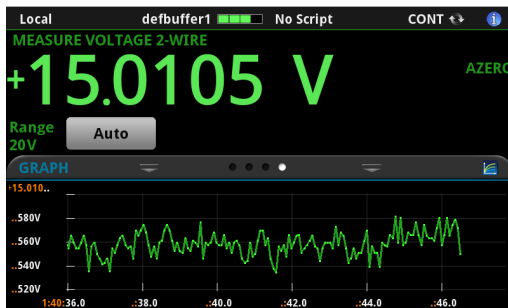 Local defbuffer1 No Script CONT i
MEASURE VOLTAGE 2-WIRE
+15.0105 V
AZERO
Range
20V
Auto
GRAPH
15.010..
..580V
..560V
..540V
..520V
1:40:36.0 .:38.0 .:40.0 .:42.0 .:44.0 .:46.0